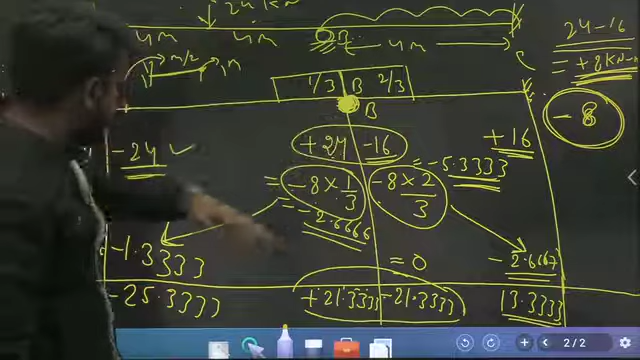 24 kN
4m
4m
B
4m
C
24-16
= +8 kN-m
-8
m/2
m
1/3
B
2/3
B
-24 ✓
+24 -16
+16
= -8 × 1/3
= -2.6666
-8 × 2/3
= -5.3333
-1.3333
= 0
-2.6667
-25.3333
+21.3333
-21.3333
13.3333
2 / 2